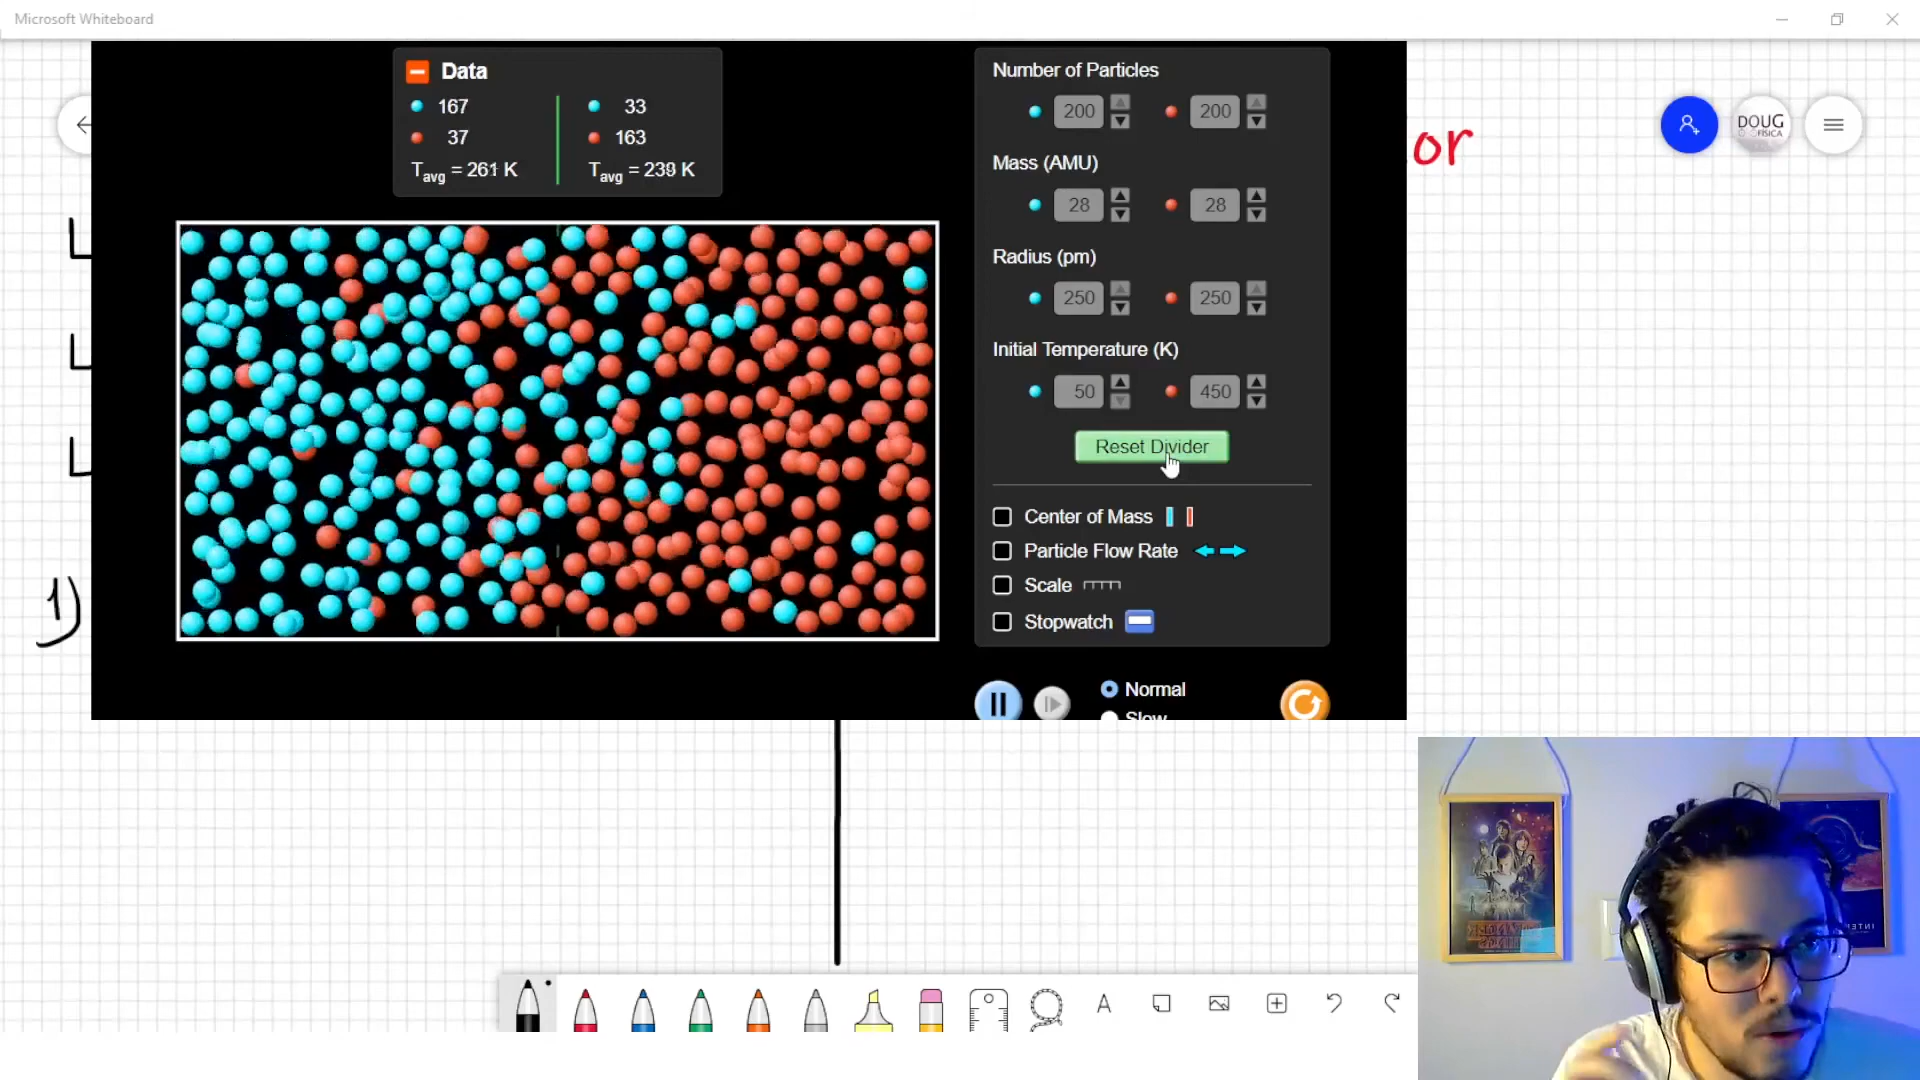 Microsoft Whiteboard
Data
167
33
37
163
Tavg = 261 K
Tavg = 239 K
Number of Particles
200
200
Mass (AMU)
28
28
Radius (pm)
250
250
Initial Temperature (K)
50
450
Reset Divider
Center of Mass
Particle Flow Rate
Scale
Stopwatch
Normal
Slow
or
DOUG
FÍSICA
1)
A